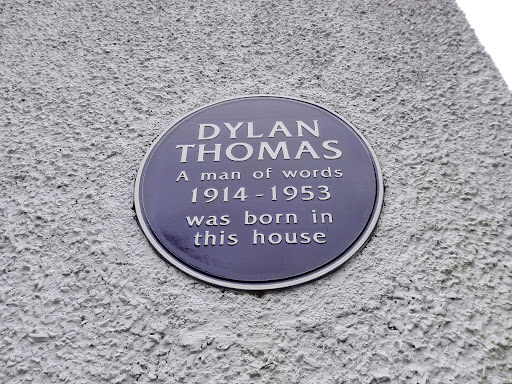 DYLAN
THOMAS
A man of words
1914-1953
was born in
this house